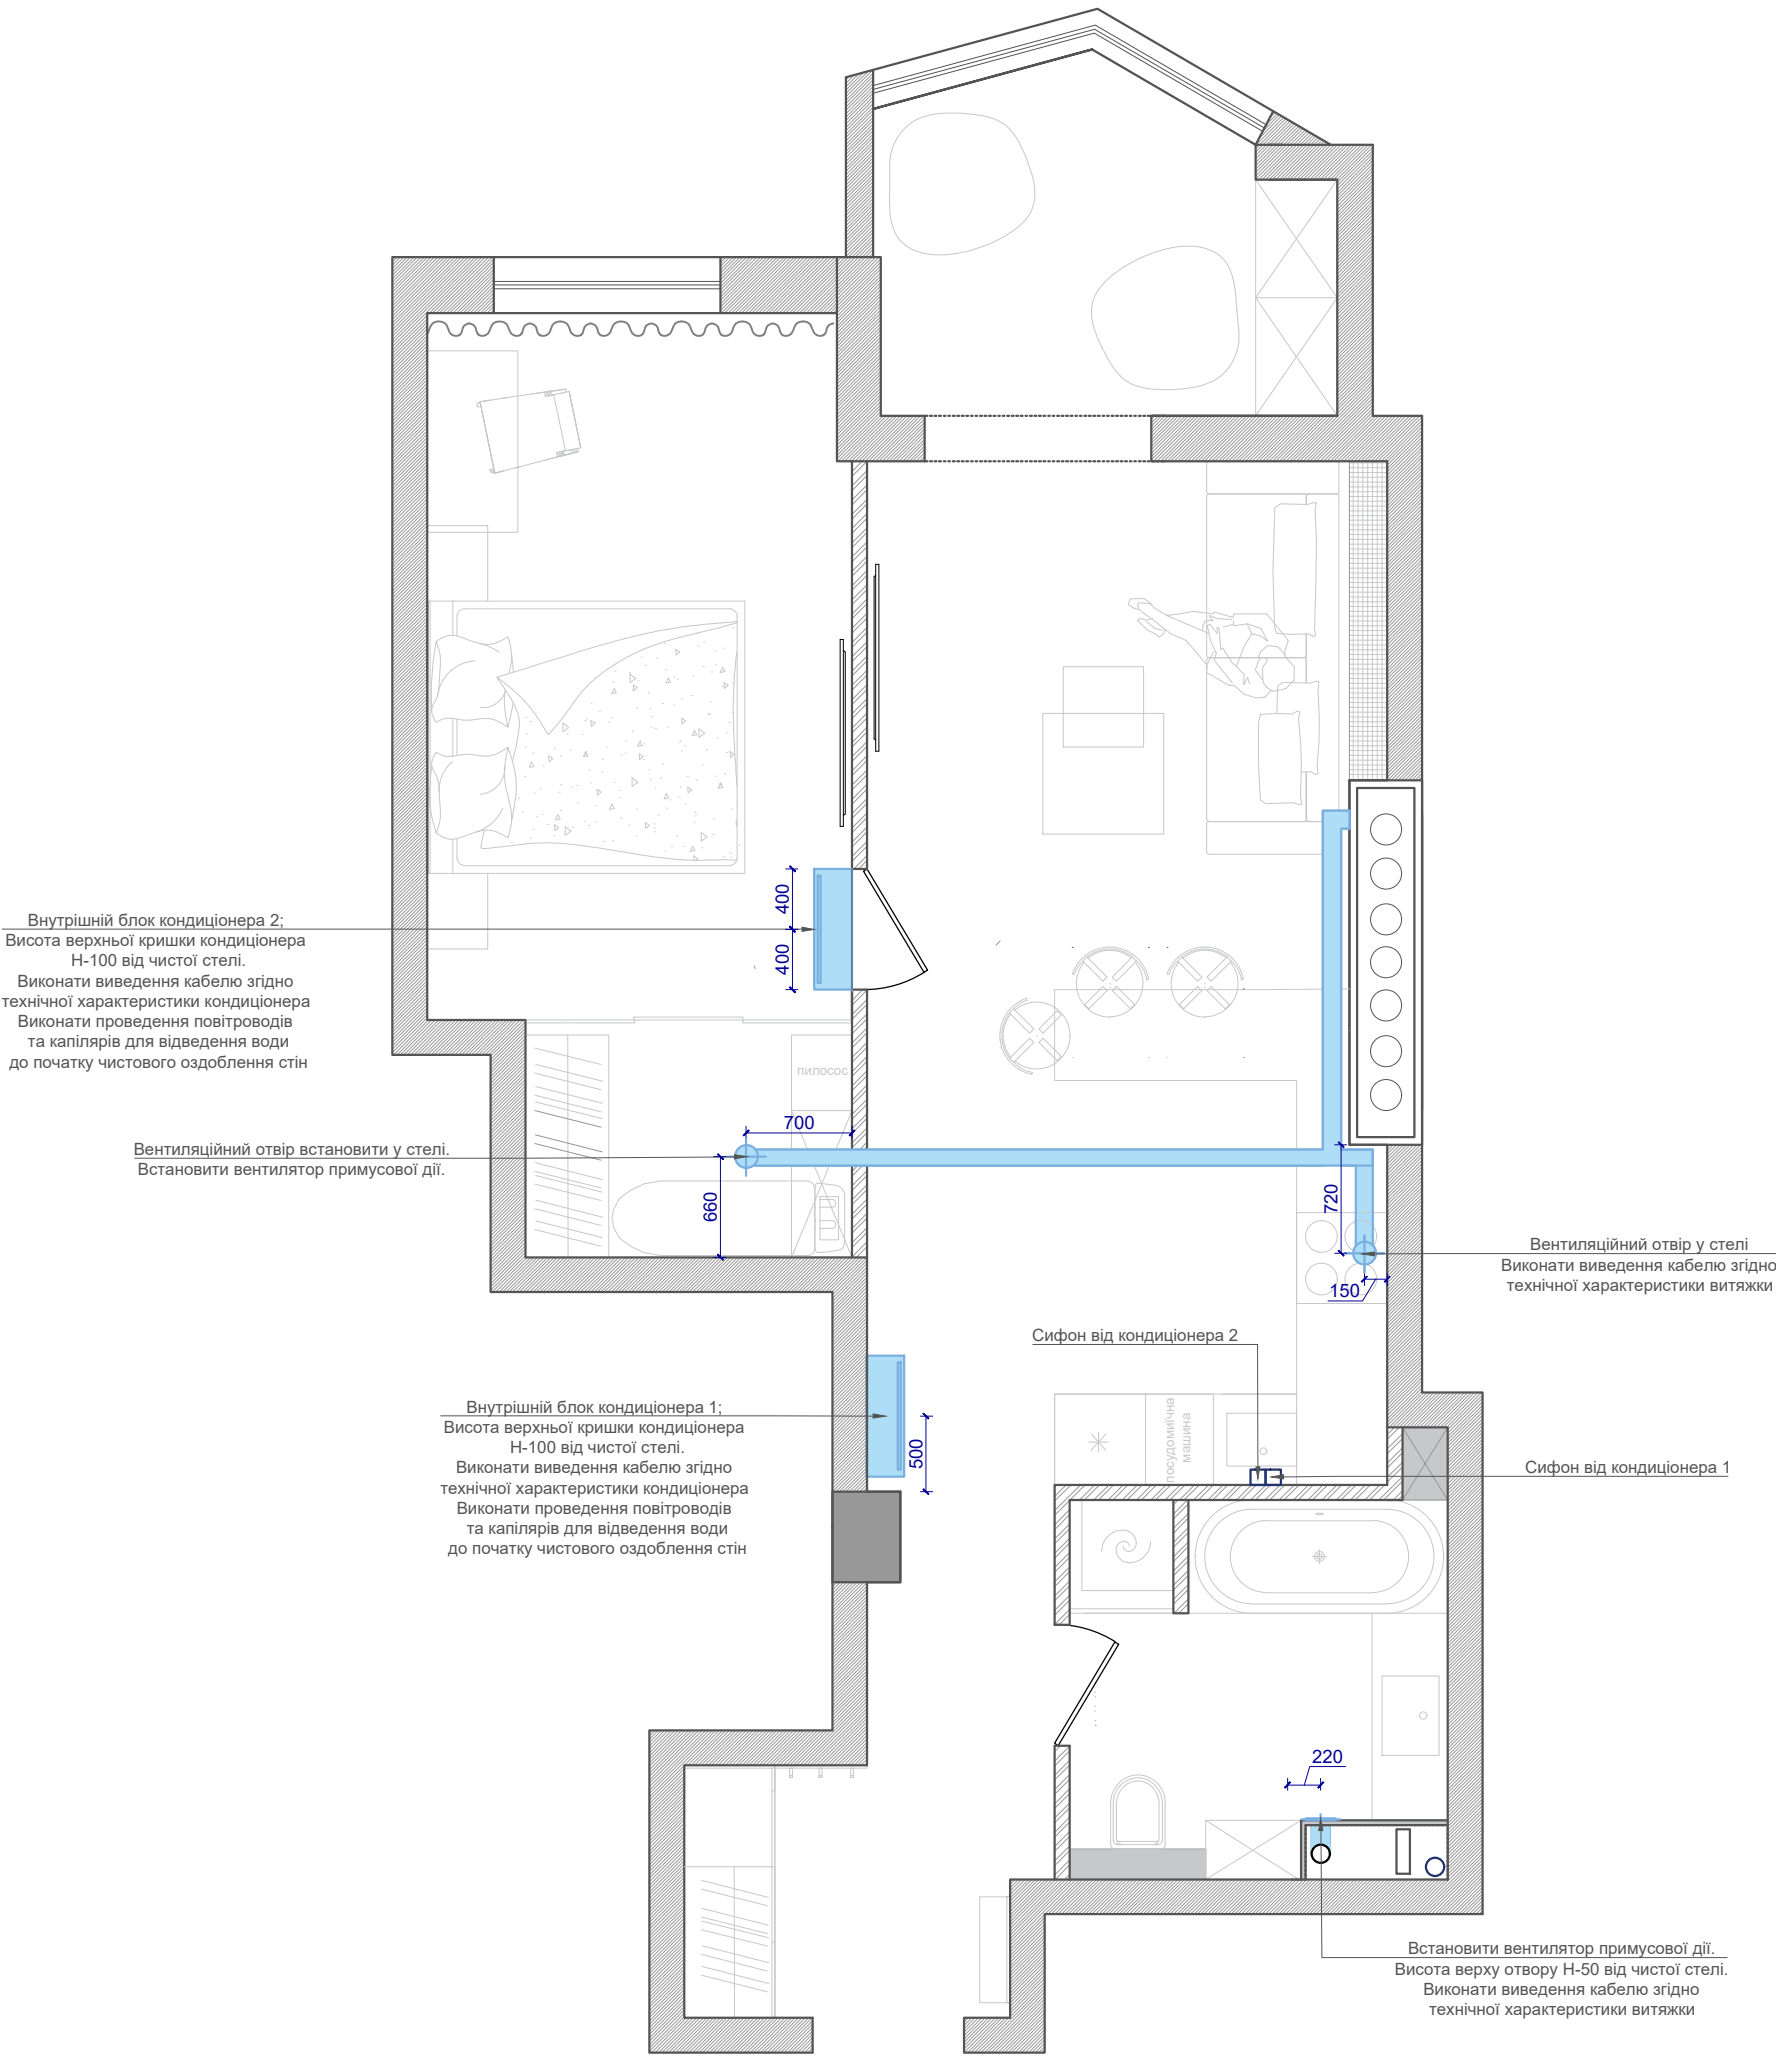 Внутрішній блок кондиціонера 2;
Висота верхньої кришки кондиціонера
Н-100 від чистої стелі.
Виконати виведення кабелю згідно
технічної характеристики кондиціонера
Виконати проведення повітроводів
та капілярів для відведення води
до початку чистового оздоблення стін
400
400
пилосос
700
Вентиляційний отвір встановити у стелі.
Встановити вентилятор примусової дії.
660
720
Вентиляційний отвір у стелі
Виконати виведення кабелю згідно
технічної характеристики витяжки
150
Сифон від кондиціонера 2
Внутрішній блок кондиціонера 1;
Висота верхньої кришки кондиціонера
Н-100 від чистої стелі.
Виконати виведення кабелю згідно
технічної характеристики кондиціонера
Виконати проведення повітроводів
та капілярів для відведення води
до початку чистового оздоблення стін
500
посудомиїчна
машина
Сифон від кондиціонера 1
220
Встановити вентилятор примусової дії.
Висота верху отвору Н-50 від чистої стелі.
Виконати виведення кабелю згідно
технічної характеристики витяжки